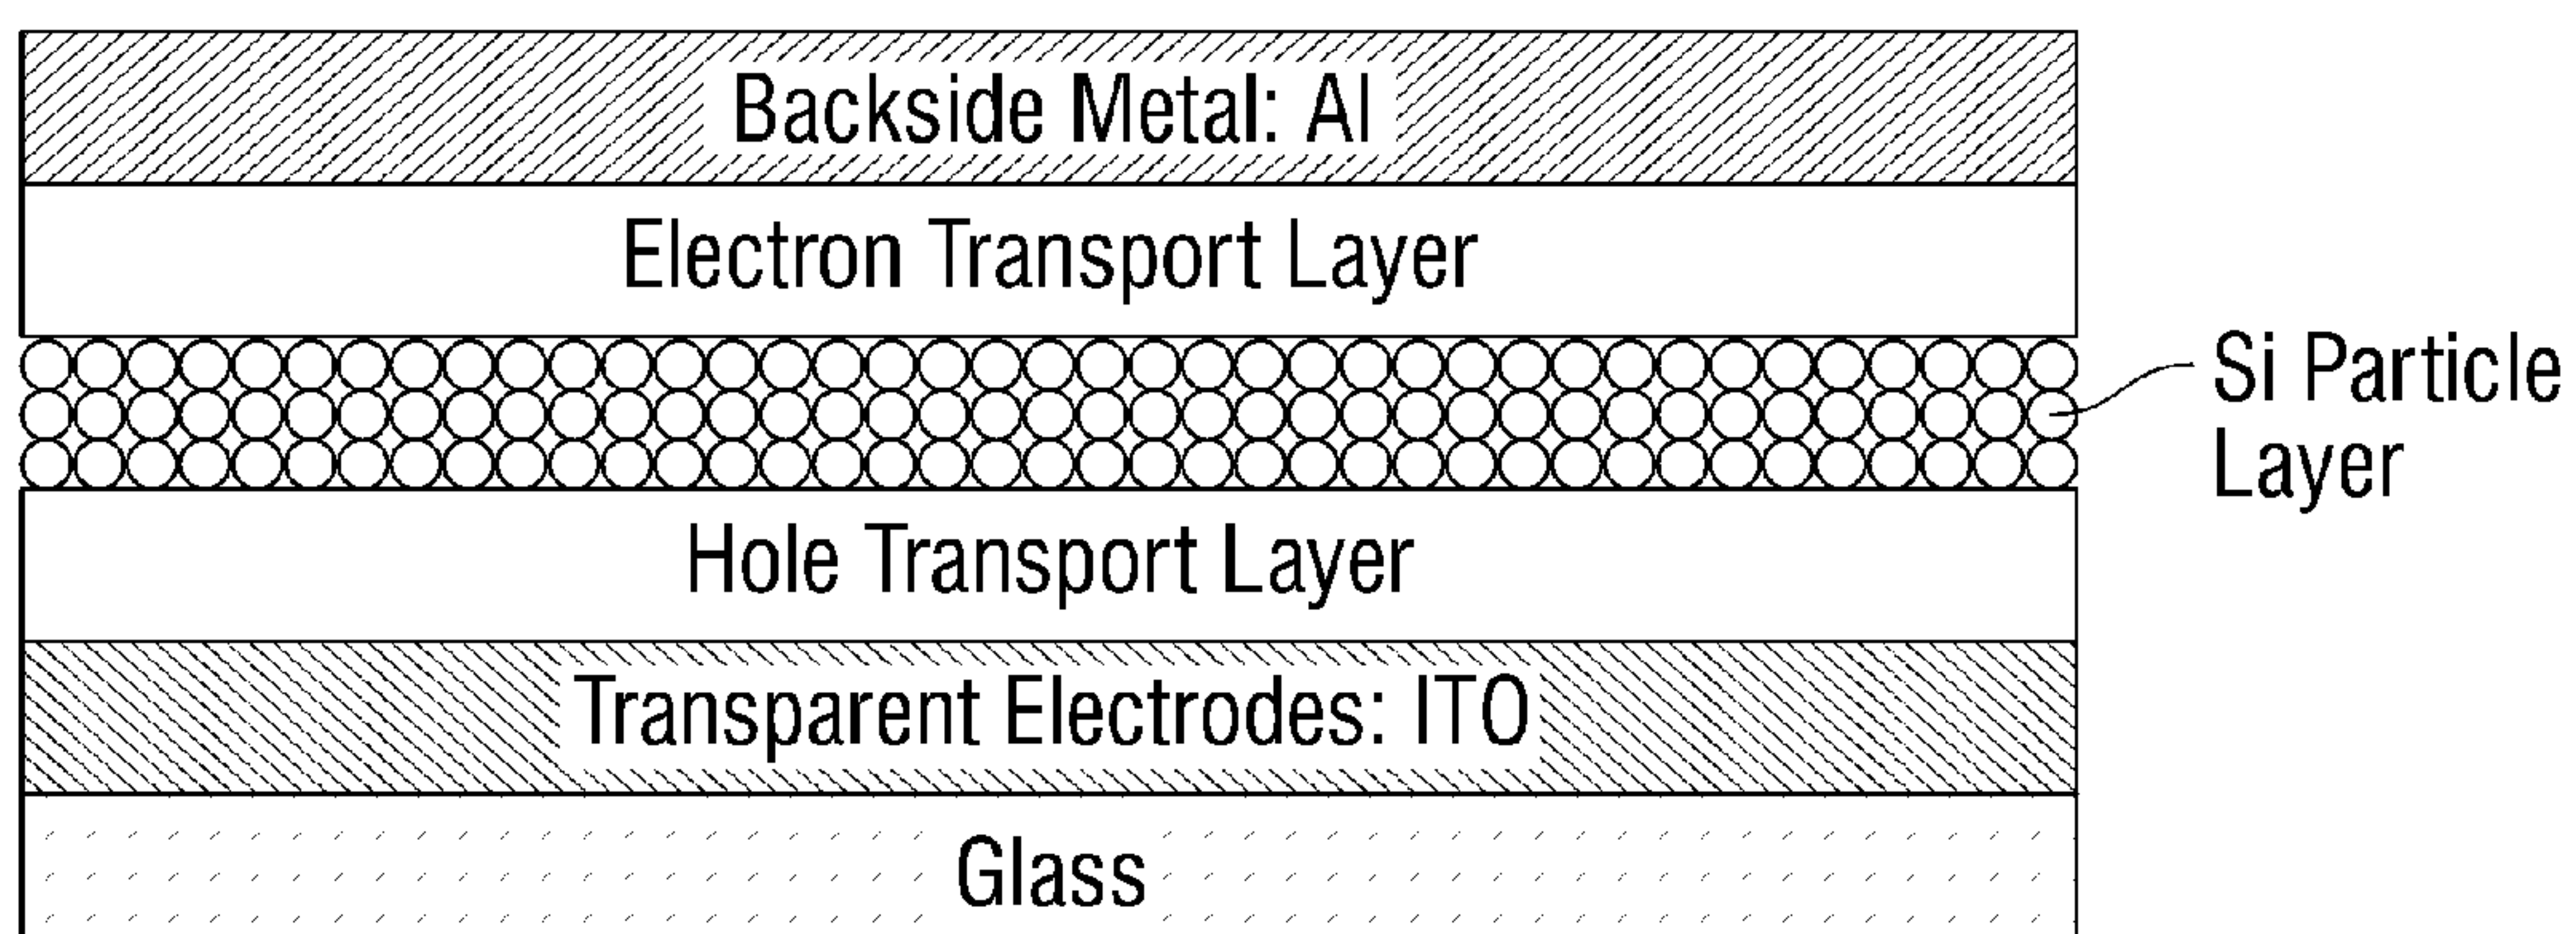 Backside Metal: Al
Electron Transport Layer
Si Particle
Layer
Hole Transport Layer
Transparent Electrodes: ITO
Glass